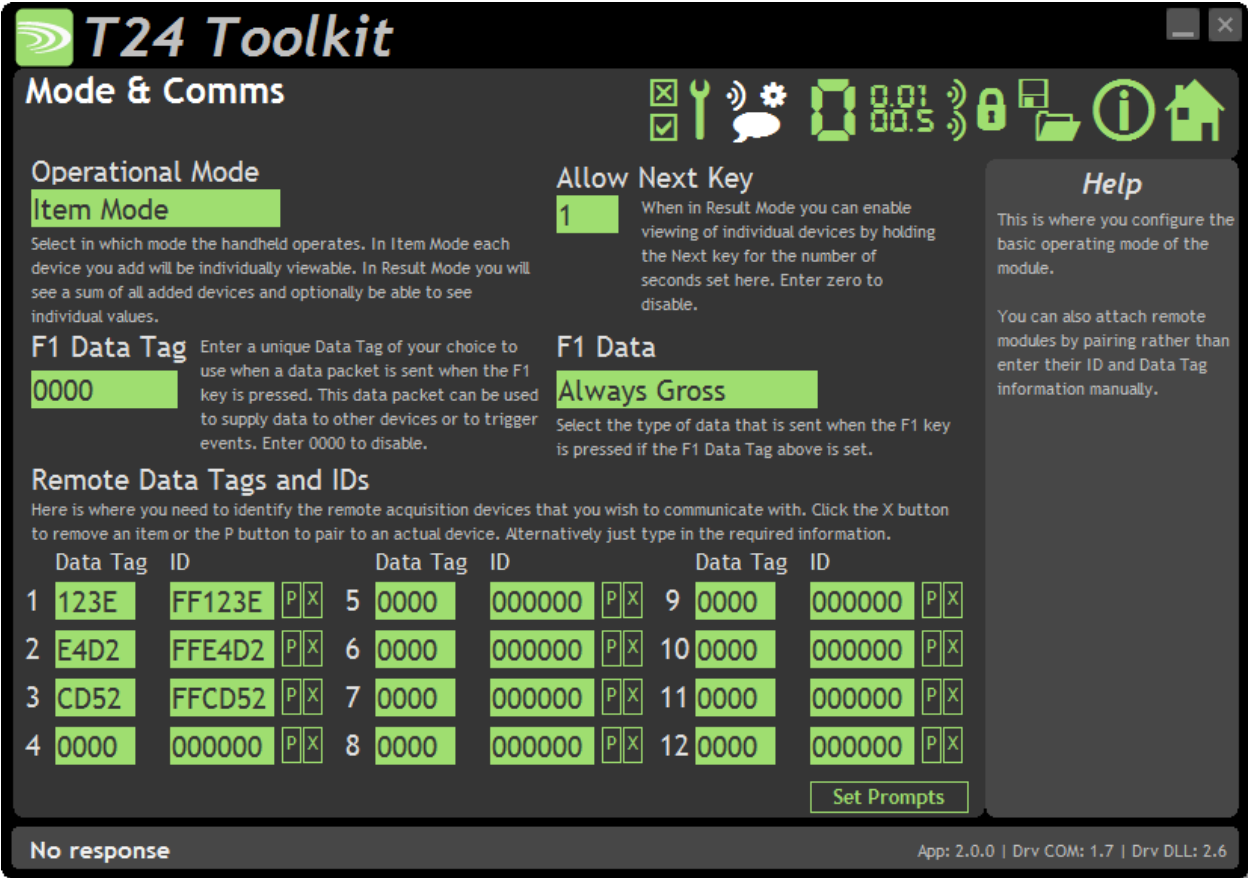 T24 Toolkit
Mode & Comms
0
0.01
00.5
Operational Mode
Item Mode
Select in which mode the handheld operates. In Item Mode each
device you add will be individually viewable. In Result Mode you will
see a sum of all added devices and optionally be able to see
individual values.
Allow Next Key
1
When in Result Mode you can enable
viewing of individual devices by holding
the Next key for the number of
seconds set here. Enter zero to
disable.
F1 Data Tag
0000
Enter a unique Data Tag of your choice to
use when a data packet is sent when the F1
key is pressed. This data packet can be used
to supply data to other devices or to trigger
events. Enter 0000 to disable.
F1 Data
Always Gross
Select the type of data that is sent when the F1 key
is pressed if the F1 Data Tag above is set.
Remote Data Tags and IDs
Here is where you need to identify the remote acquisition devices that you wish to communicate with. Click the X button
to remove an item or the P button to pair to an actual device. Alternatively just type in the required information.
Data Tag ID Data Tag ID Data Tag ID
1 123E FF123E P X 5 0000 000000 P X 9 0000 000000 P X
2 E4D2 FFE4D2 P X 6 0000 000000 P X 10 0000 000000 P X
3 CD52 FFCD52 P X 7 0000 000000 P X 11 0000 000000 P X
4 0000 000000 P X 8 0000 000000 P X 12 0000 000000 P X
Set Prompts
Help
This is where you configure the
basic operating mode of the
module.
You can also attach remote
modules by pairing rather than
enter their ID and Data Tag
information manually.
No response
App: 2.0.0 | Drv COM: 1.7 | Drv DLL: 2.6